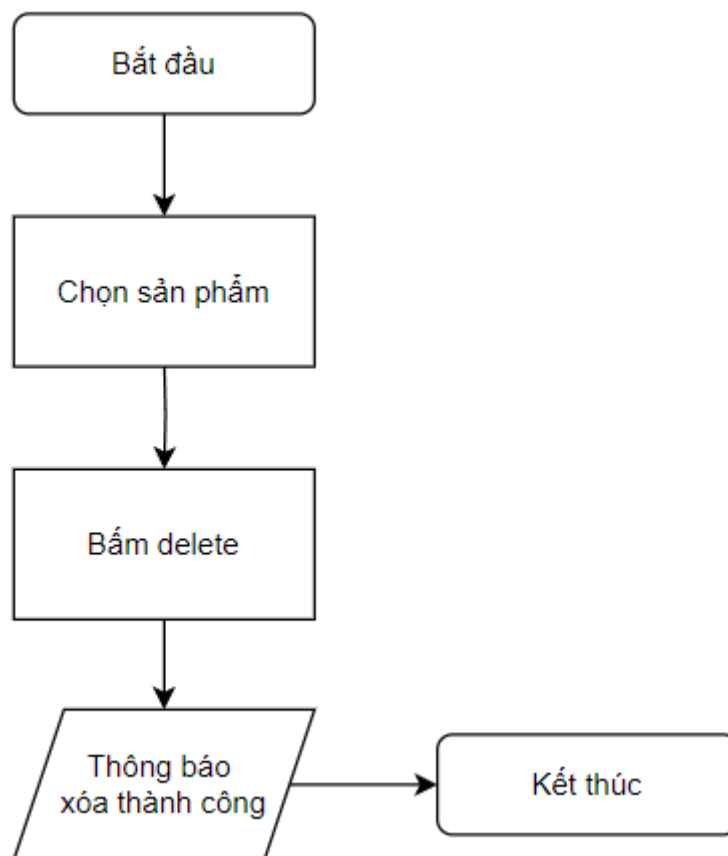 Bắt đầu
Chọn sản phẩm
Bấm delete
Thông báo
xóa thành công
Kết thúc